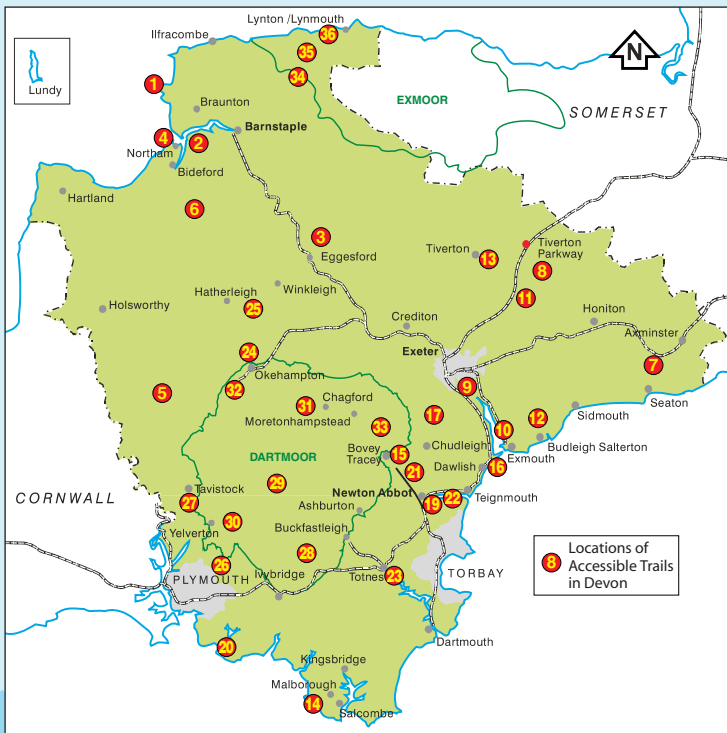 Lynton /Lynmouth
36
Ilfracombe
35
N
34
Lundy
1
EXMOOR
Braunton
SOMERSET
Barnstaple
4
2
Northam
Bideford
Hartland
6
3
Tiverton
Tiverton
Parkway
Eggesford
13
8
Winkleigh
Hatherleigh
25
11
Holsworthy
Honiton
Crediton
Axminster
Exeter
24
7
Okehampton
32
9
5
Seaton
Chagford
31
Moretonhampstead
17
Sidmouth
12
33
10
Budleigh Salterton
Chudleigh
Exmouth
Bovey
Tracey
15
DARTMOOR
21
Dawlish
16
29
Tavistock
Newton Abbot
22
Teignmouth
CORNWALL
27
19
Ashburton
30
Yelverton
Buckfastleigh
28
8
Locations of
Accessible Trails
in Devon
26
PLYMOUTH
Ivybridge
Totnes
23
TORBAY
20
Dartmouth
Kingsbridge
Malborough
14
Salcombe